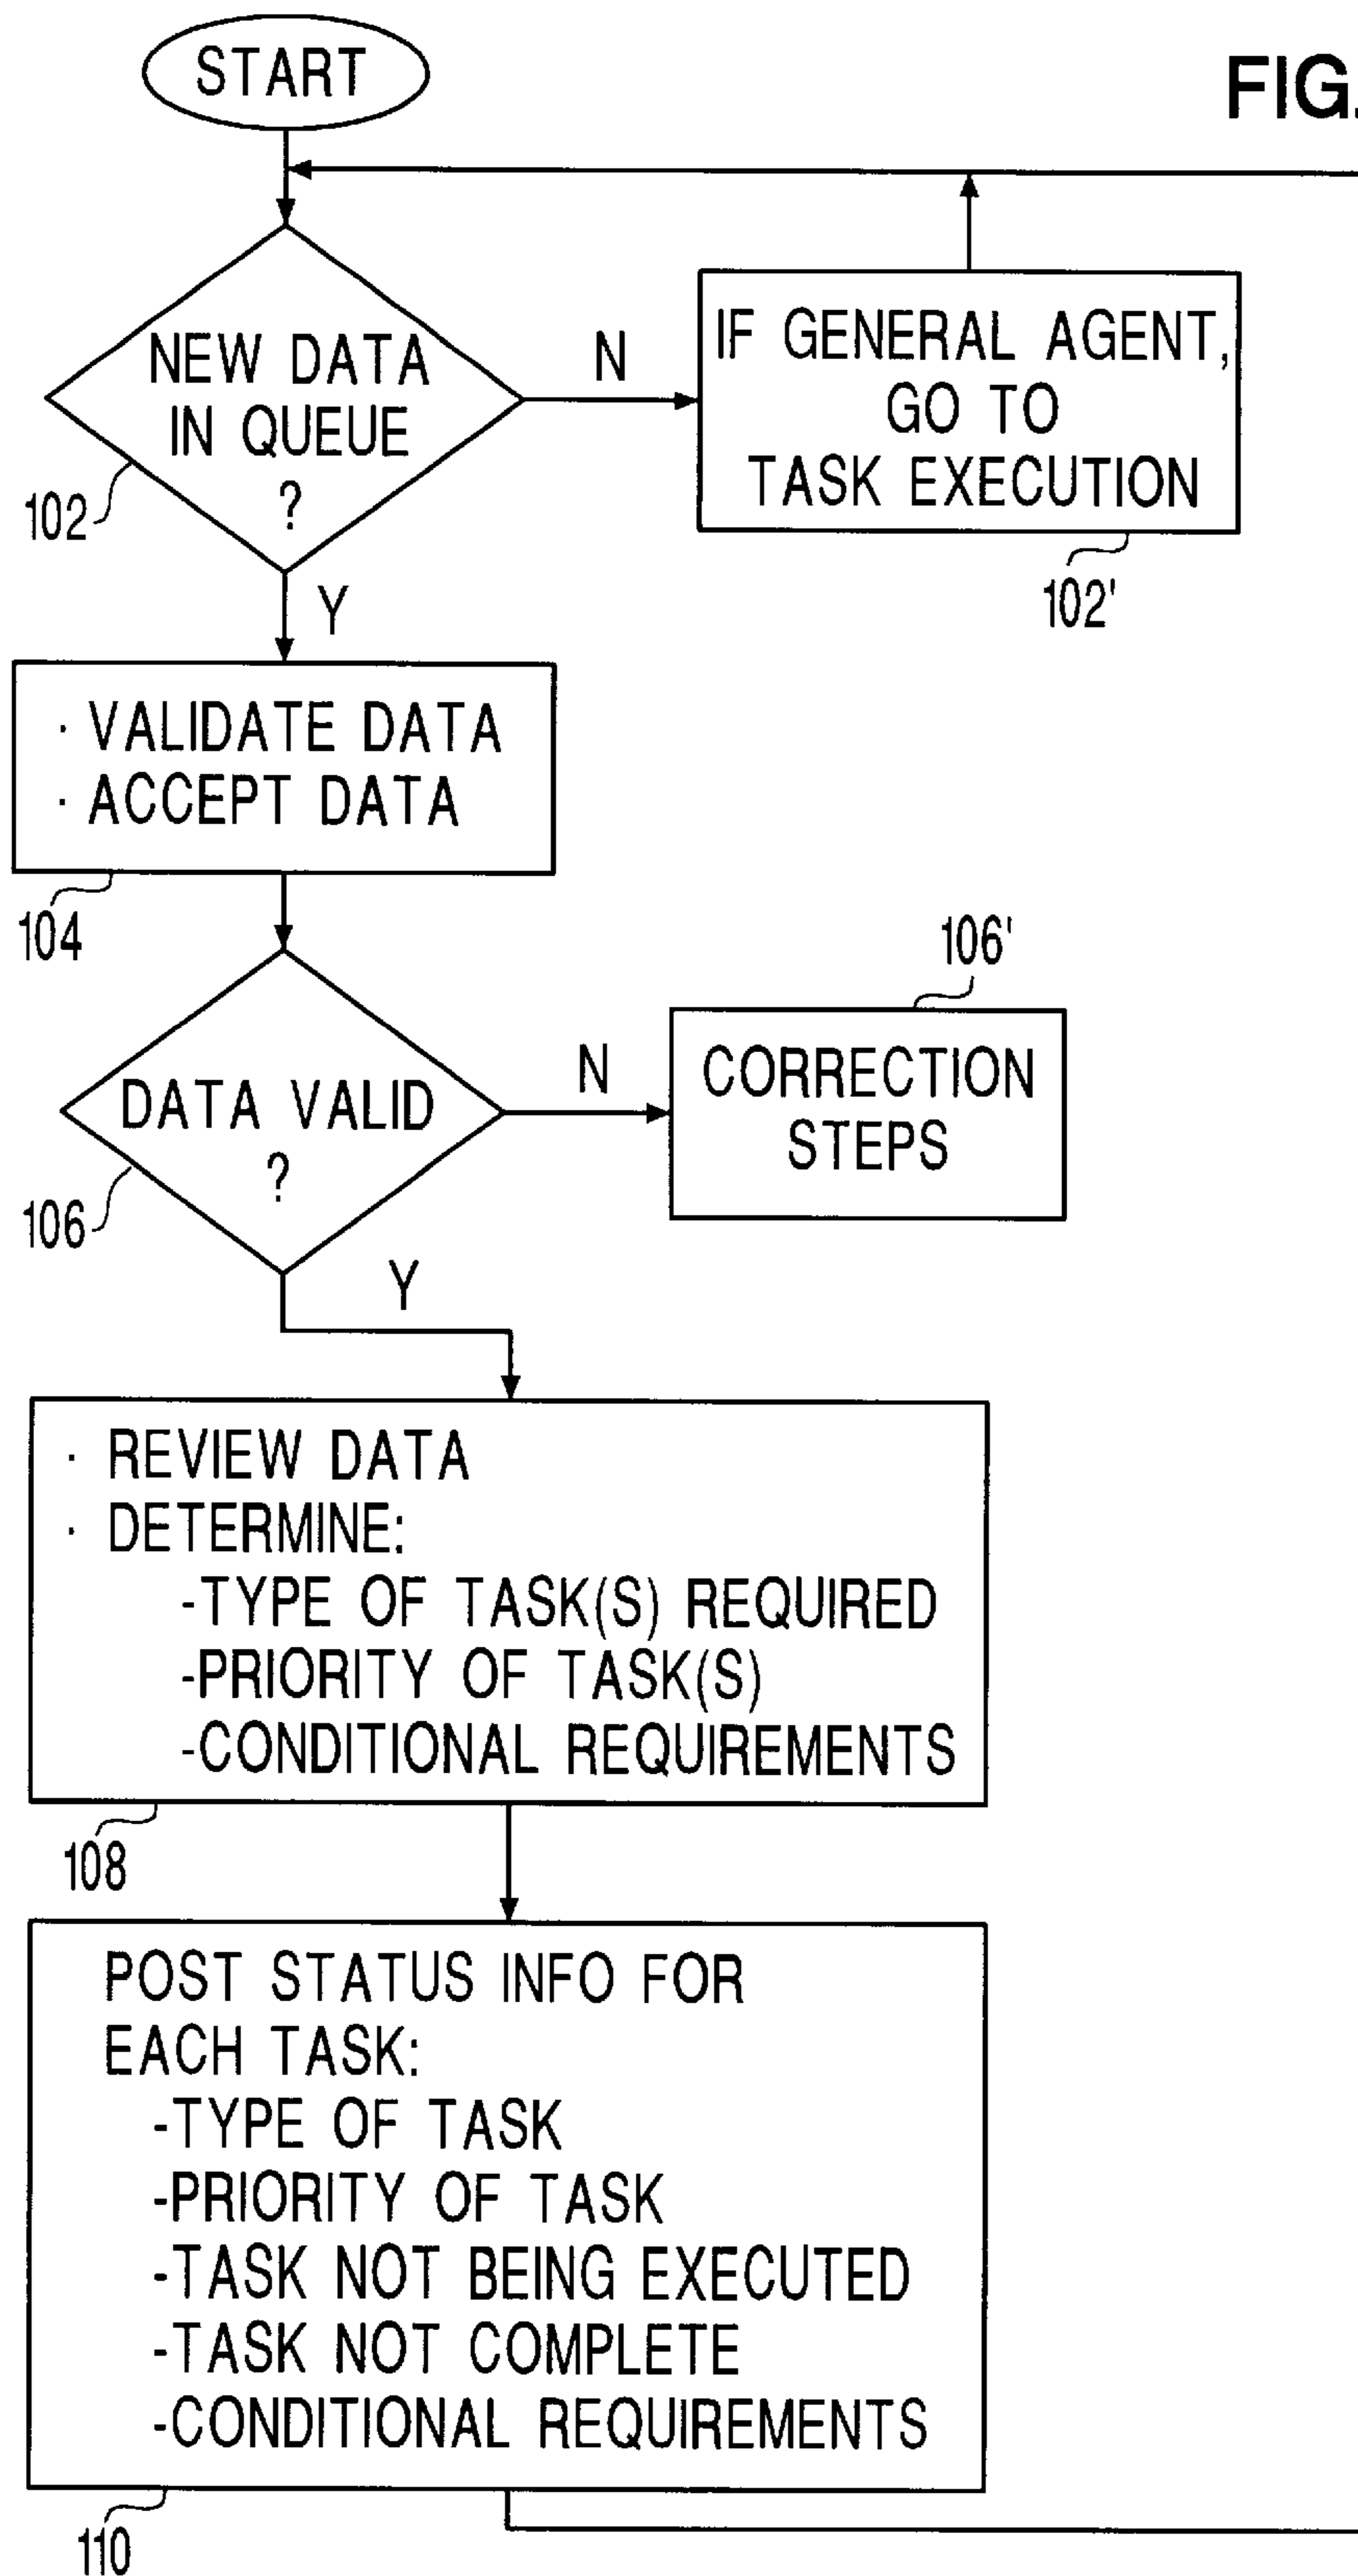 START
FIG.
NEW DATA
IN QUEUE
?
102
N
IF GENERAL AGENT,
GO TO
TASK EXECUTION
102'
Y
· VALIDATE DATA
· ACCEPT DATA
104
DATA VALID
?
106
N
106'
CORRECTION
STEPS
Y
· REVIEW DATA
· DETERMINE:
-TYPE OF TASK(S) REQUIRED
-PRIORITY OF TASK(S)
-CONDITIONAL REQUIREMENTS
108
POST STATUS INFO FOR
EACH TASK:
-TYPE OF TASK
-PRIORITY OF TASK
-TASK NOT BEING EXECUTED
-TASK NOT COMPLETE
-CONDITIONAL REQUIREMENTS
110